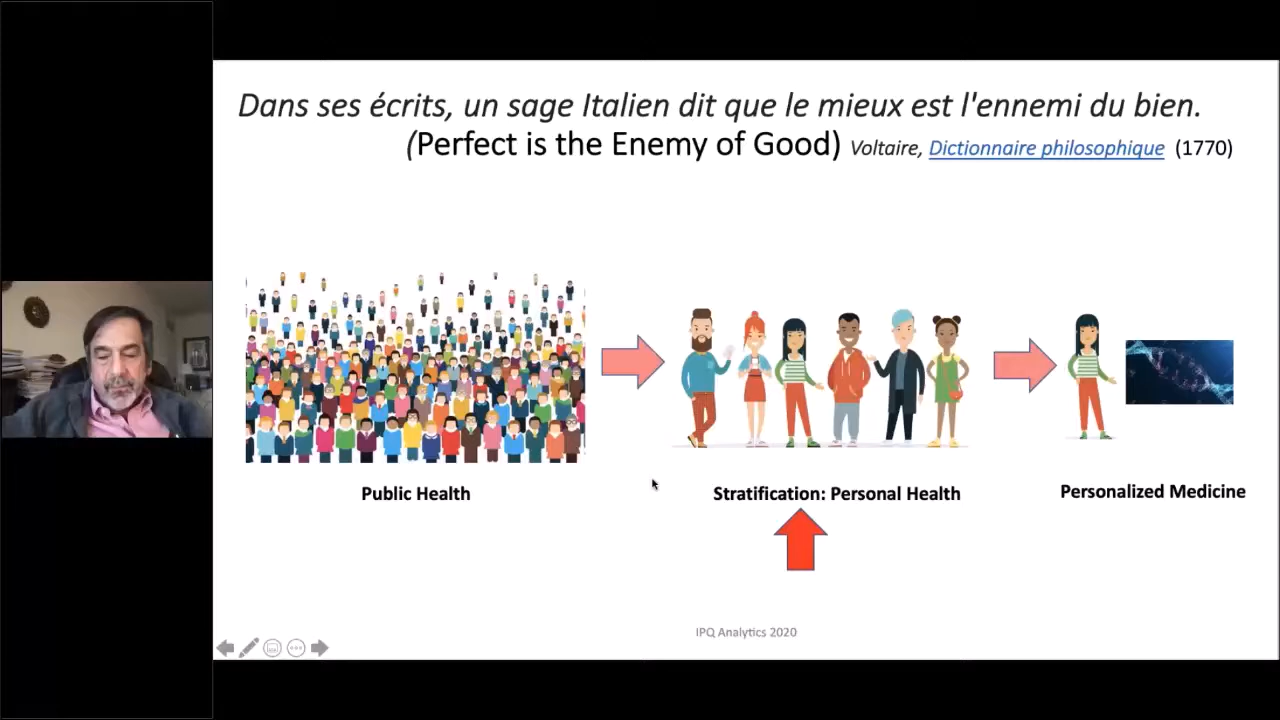 Dans ses écrits, un sage Italien dit que le mieux est l'ennemi du bien.
(Perfect is the Enemy of Good) Voltaire, Dictionnaire philosophique (1770)
Public Health
Stratification: Personal Health
Personalized Medicine
IPQ Analytics 2020